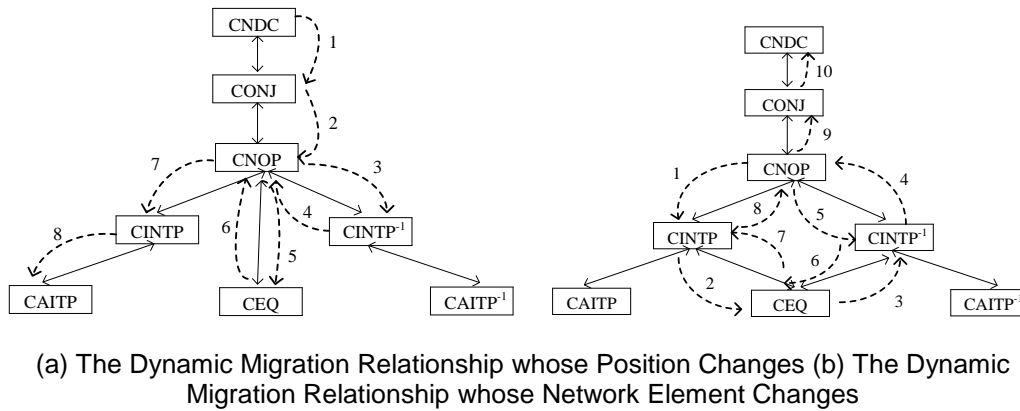 CNDC
1
CONJ
2
CNOP
7
3
CINTP
6
4
CINTP-1
8
5
CAITP
CEQ
CAITP-1
CNDC
10
CONJ
9
CNOP
1
4
8
5
CINTP
7
6
CINTP-1
2
3
CAITP
CEQ
CAITP-1
(a) The Dynamic Migration Relationship whose Position Changes (b) The Dynamic
Migration Relationship whose Network Element Changes